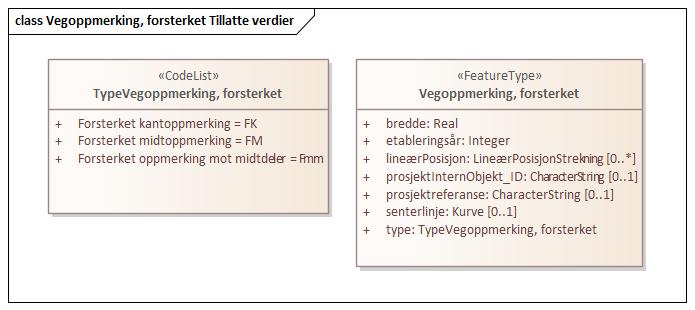 class Vegoppmerking, forsterket Tillatte verdier
«CodeList»
TypeVegoppmerking, forsterket
+ Forsterket kantoppmerking = FK
+ Forsterket midtoppmerking = FM
+ Forsterket oppmerking mot midtdeler = Fmm
«FeatureType»
Vegoppmerking, forsterket
+ bredde: Real
+ etableringsår: Integer
+ lineærPosisjon: LineærPosisjonStrekning [0..*]
+ prosjektInternObjekt_ID: CharacterString [0..1]
+ prosjektreferanse: CharacterString [0..1]
+ senterlinje: Kurve [0..1]
+ type: TypeVegoppmerking, forsterket